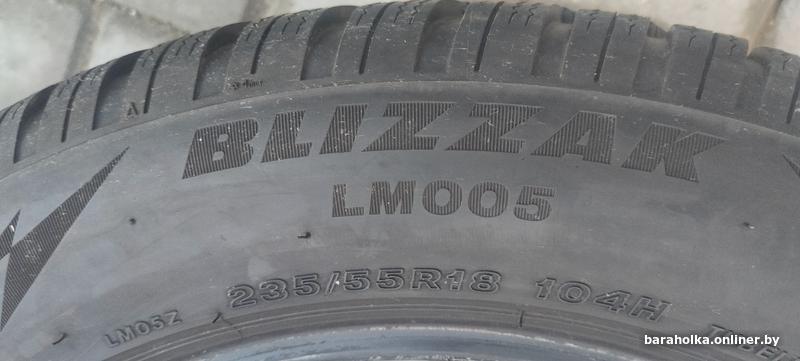 BLIZZAK
LM005
235/55R18 104H
LM05Z
baraholka.onliner.by